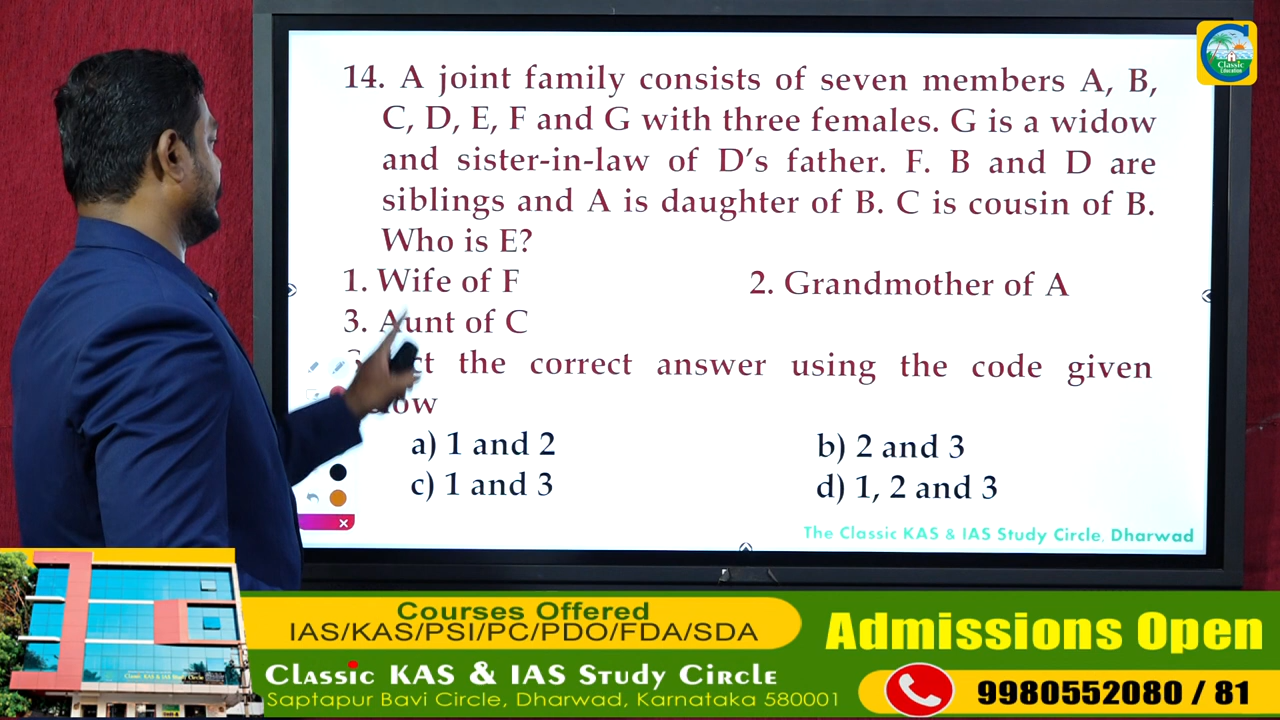 14. A joint family consists of seven members A, B,
C, D, E, F and G with three females. G is a widow
and sister-in-law of D's father. F. B and D are
siblings and A is daughter of B. C is cousin of B.
Who is E?
1. Wife of F 2. Grandmother of A
3. Aunt of C
the correct answer using the code given
a) 1 and 2 b) 2 and 3
c) 1 and 3 d) 1, 2 and 3
The Classic KAS & IAS Study Circle, Dharwad
Classic
Education
Courses Offered
IAS/KAS/PSI/PC/PDO/FDA/SDA
Classic KAS & IAS Study Circle
Saptapur Bavi Circle, Dharwad, Karnataka 580001
Admissions Open
9980552080 / 81